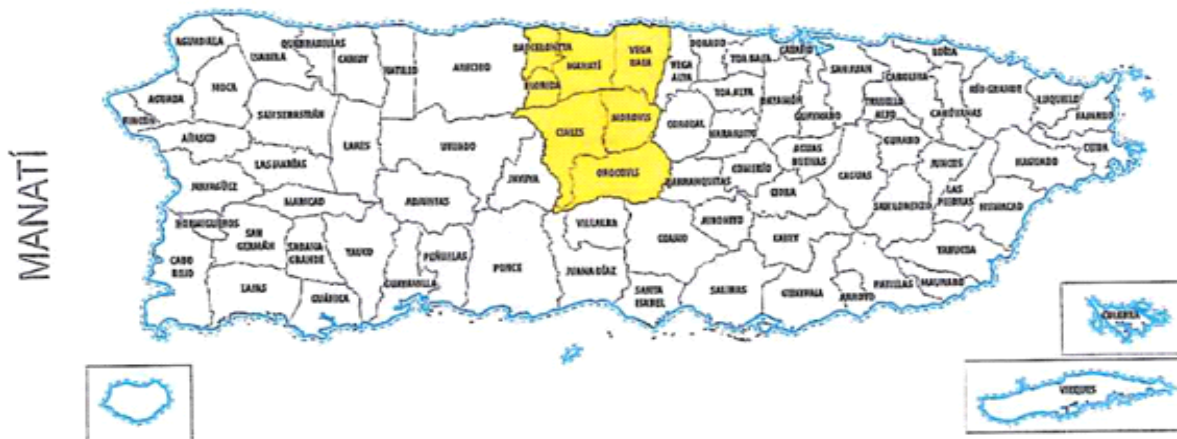 MANATÍ
AGUADILLA
ISABELA
QUEBRADILLAS
CAMUY
HATILLO
ARECIBO
BARCELONETA
MANATÍ
VEGA
BAJA
VEGA
ALTA
DORADO
TOA BAJA
CATAÑO
SAN JUAN
CAROLINA
LOÍZA
RÍO GRANDE
LUQUILLO
FAJARDO
AGUADA
MOCA
RINCÓN
SAN SEBASTIÁN
FLORIDA
TOA ALTA
BAYAMÓN
GUAYNABO
TRUJILLO
ALTO
CANÓVANAS
CEIBA
AÑASCO
LARES
UTUADO
CIALES
MOROVIS
COROZAL
NARANJITO
AGUAS
BUENAS
GURABO
JUNCOS
NAGUABO
LAS MARÍAS
JAYUYA
OROCOVIS
BARRANQUITAS
COMERÍO
CIDRA
CAGUAS
LAS
PIEDRAS
HUMACAO
MAYAGÜEZ
MARICAO
ADJUNTAS
SAN LORENZO
HORMIGUEROS
SAN
GERMÁN
SABANA
GRANDE
YAUCO
PEÑUELAS
VILLALBA
COAMO
AIBONITO
CAYEY
YABUCOA
CABO
ROJO
LAJAS
GUÁNICA
GUAYANILLA
PONCE
JUANA DÍAZ
SANTA
ISABEL
SALINAS
GUAYAMA
ARROYO
PATILLAS
MAUNABO
CULEBRA
VIEQUES